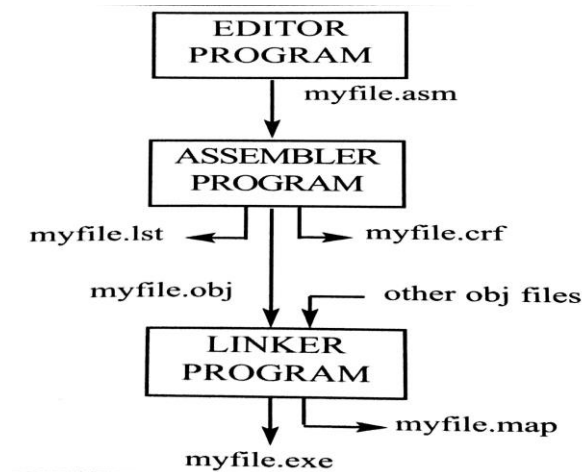 EDITOR
PROGRAM
myfile.asm
ASSEMBLER
PROGRAM
myfile.lst
myfile.crf
myfile.obj
other obj files
LINKER
PROGRAM
myfile.map
myfile.exe